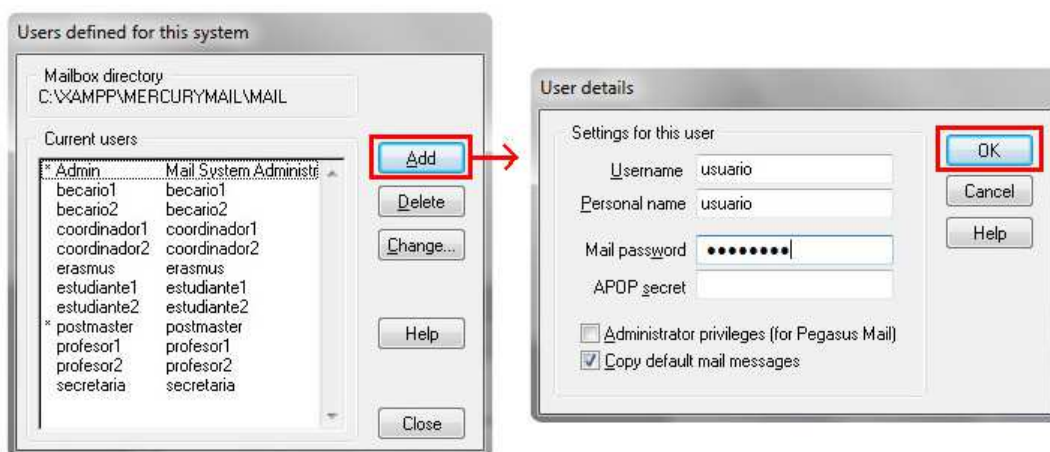 Users defined for this system
Mailbox directory
C:\XAMPP\MERCURYMAIL\MAIL
Current users
* Admin Mail System Administr
becario1 becario1
becario2 becario2
coordinador1 coordinador1
coordinador2 coordinador2
erasmus erasmus
estudiante1 estudiante1
estudiante2 estudiante2
* postmaster postmaster
profesor1 profesor1
profesor2 profesor2
secretaria secretaria
Add
Delete
Change...
Help
Close
User details
Settings for this user
Username usuario
Personal name usuario
Mail password ●●●●●●●●
APOP secret
Administrator privileges (for Pegasus Mail)
Copy default mail messages
OK
Cancel
Help